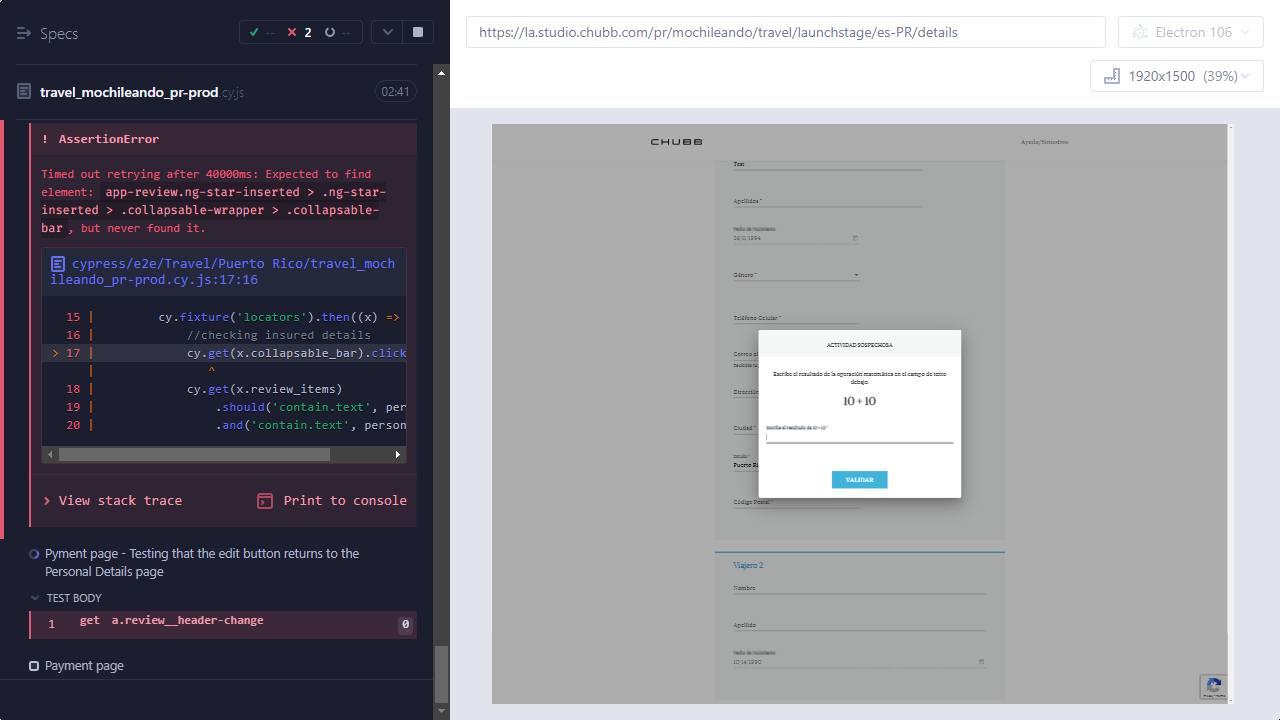 Specs
--
2
--
https://la.studio.chubb.com/pr/mochileando/travel/launchstage/es-PR/details
Electron 106
1920x1500 (39%)
travel_mochileando_pr-prod.cy.js
02:41
! AssertionError
Timed out retrying after 40000ms: Expected to find
element: app-review.ng-star-inserted > .ng-star-
inserted > .collapsable-wrapper > .collapsable-
bar, but never found it.
cypress/e2e/Travel/Puerto Rico/travel_moch
ileando_pr-prod.cy.js:17:16
15 | cy.fixture('locators').then((x) =>
16 | //checking insured details
> 17 | cy.get(x.collapsable_bar).click
| ^
18 | cy.get(x.review_items)
19 | .should('contain.text', per
20 | .and('contain.text', person
> View stack trace
Print to console
Pyment page - Testing that the edit button returns to the
Personal Details page
TEST BODY
1 get a.review__header-change 0
Payment page
CHUBB
Ayuda/Siniestros
Test
Apellidos *
Fecha de nacimiento
Género *
Teléfono Celular *
Correo el
Dirección
Ciudad *
Estado *
Puerto Ri
Código Postal *
ACTIVIDAD SOSPECHOSA
Escribe el resultado de la operación matemática en el campo de texto
debajo.
10 + 10
Escribe el resultado de 10 + 10 *
VALIDAR
Viajero 2
Nombre
Apellido
Fecha de nacimiento
10/14/1990